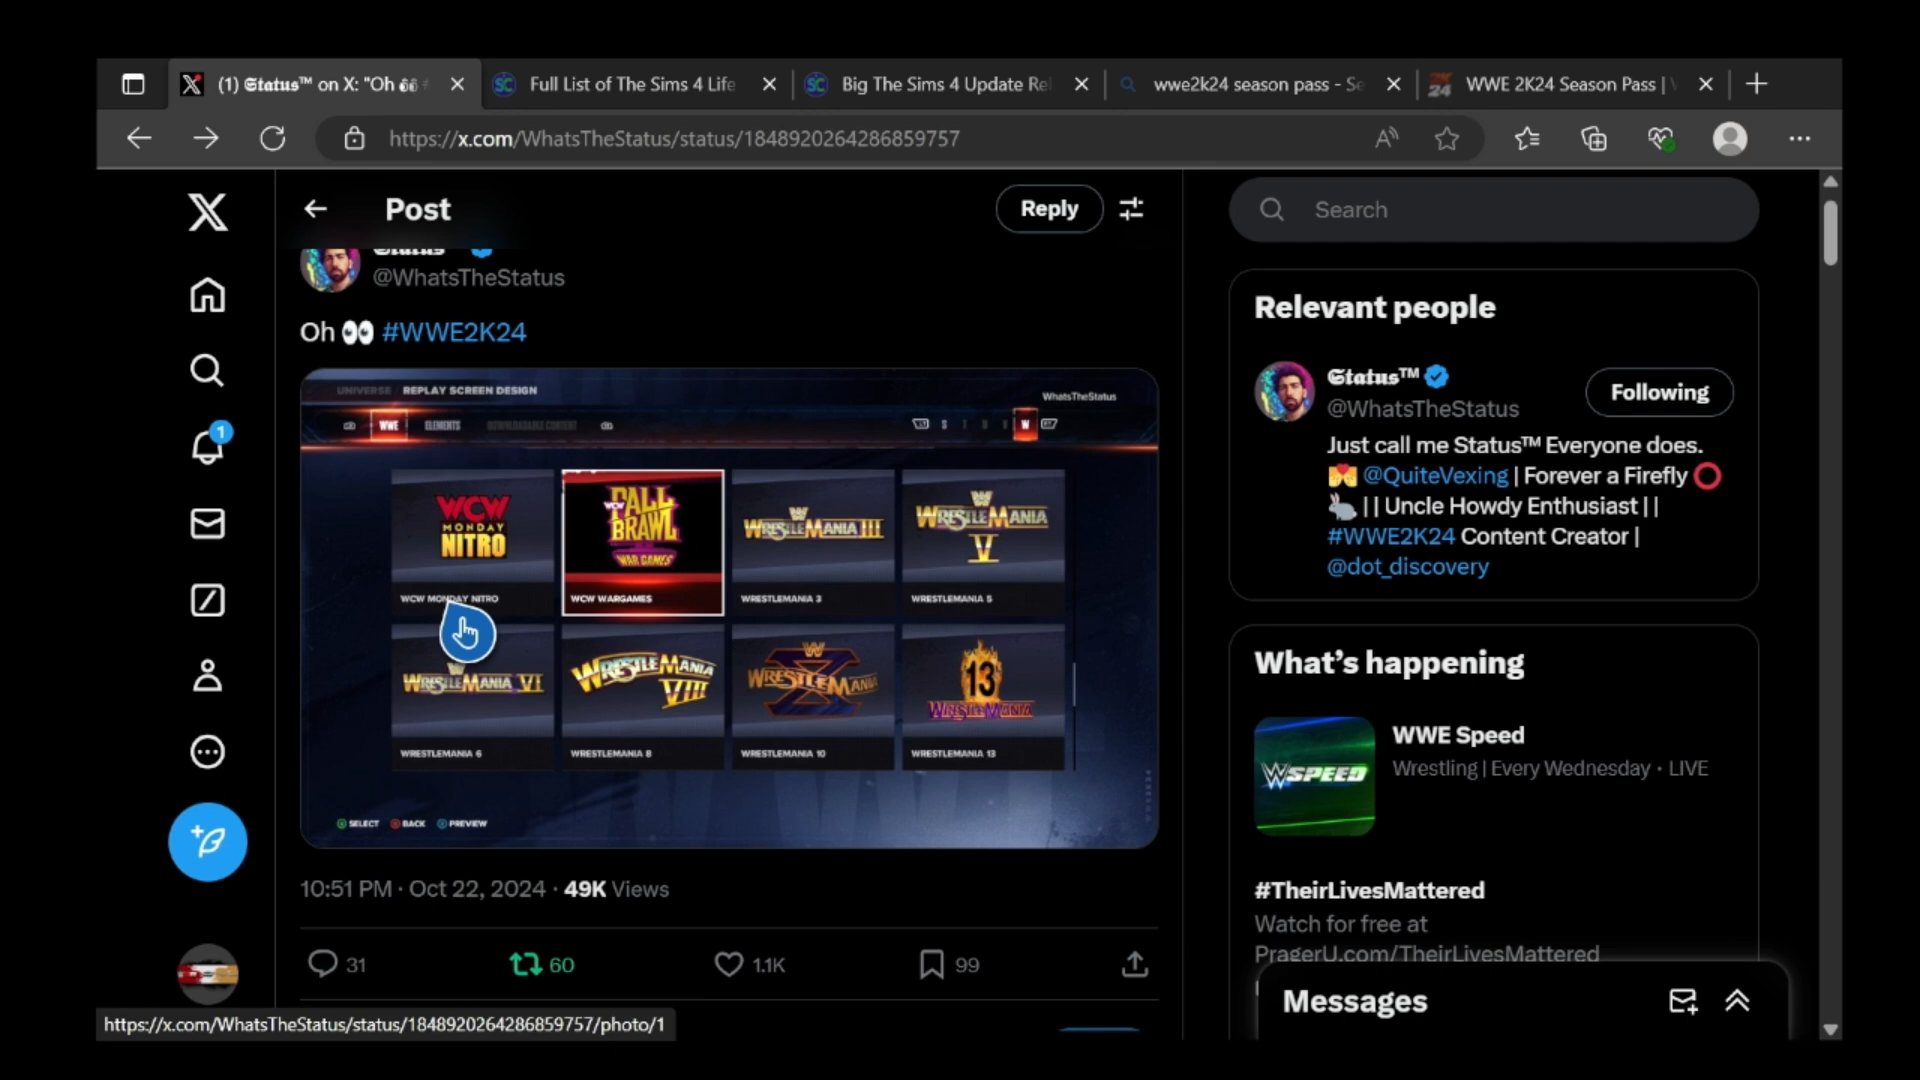 (1) 𝕾tatus™ on X: "Oh 👀
Full List of The Sims 4 Life
Big The Sims 4 Update Rel
wwe2k24 season pass - Se
WWE 2K24 Season Pass |
https://x.com/WhatsTheStatus/status/1848920264286859757
Post
Reply
Search
@WhatsTheStatus
Oh 👀 #WWE2K24
UNIVERSE REPLAY SCREEN DESIGN
WhatsTheStatus
WWE ELEMENTS DOWNLOADABLE CONTENT
S T U V W
WCW MONDAY NITRO
WCW FALL BRAWL WAR GAMES
WRESTLEMANIA III
WRESTLEMANIA V
WCW MONDAY NITRO
WCW WARGAMES
WRESTLEMANIA 3
WRESTLEMANIA 5
WRESTLEMANIA VI
WRESTLEMANIA VIII
WRESTLEMANIA X
13 WRESTLEMANIA
WRESTLEMANIA 6
WRESTLEMANIA 8
WRESTLEMANIA 10
WRESTLEMANIA 13
SELECT BACK PREVIEW
10:51 PM · Oct 22, 2024 · 49K Views
31 60 1.1K 99
Relevant people
𝕾tatus™
@WhatsTheStatus
Following
Just call me Status™ Everyone does.
@QuiteVexing | Forever a Firefly ⭕
🐇 | | Uncle Howdy Enthusiast | |
#WWE2K24 Content Creator |
@dot_discovery
What's happening
WSPEED
WWE Speed
Wrestling | Every Wednesday · LIVE
#TheirLivesMattered
Watch for free at
PragerU.com/TheirLivesMattered
Messages
1
https://x.com/WhatsTheStatus/status/1848920264286859757/photo/1